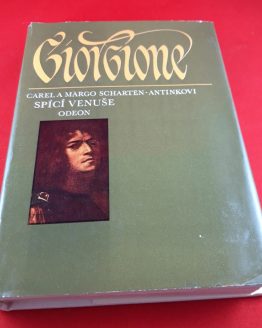 Giorgione
CAREL A MARGO SCHARTEN-ANTINKOVI
SPÍCÍ VENUŠE
ODEON